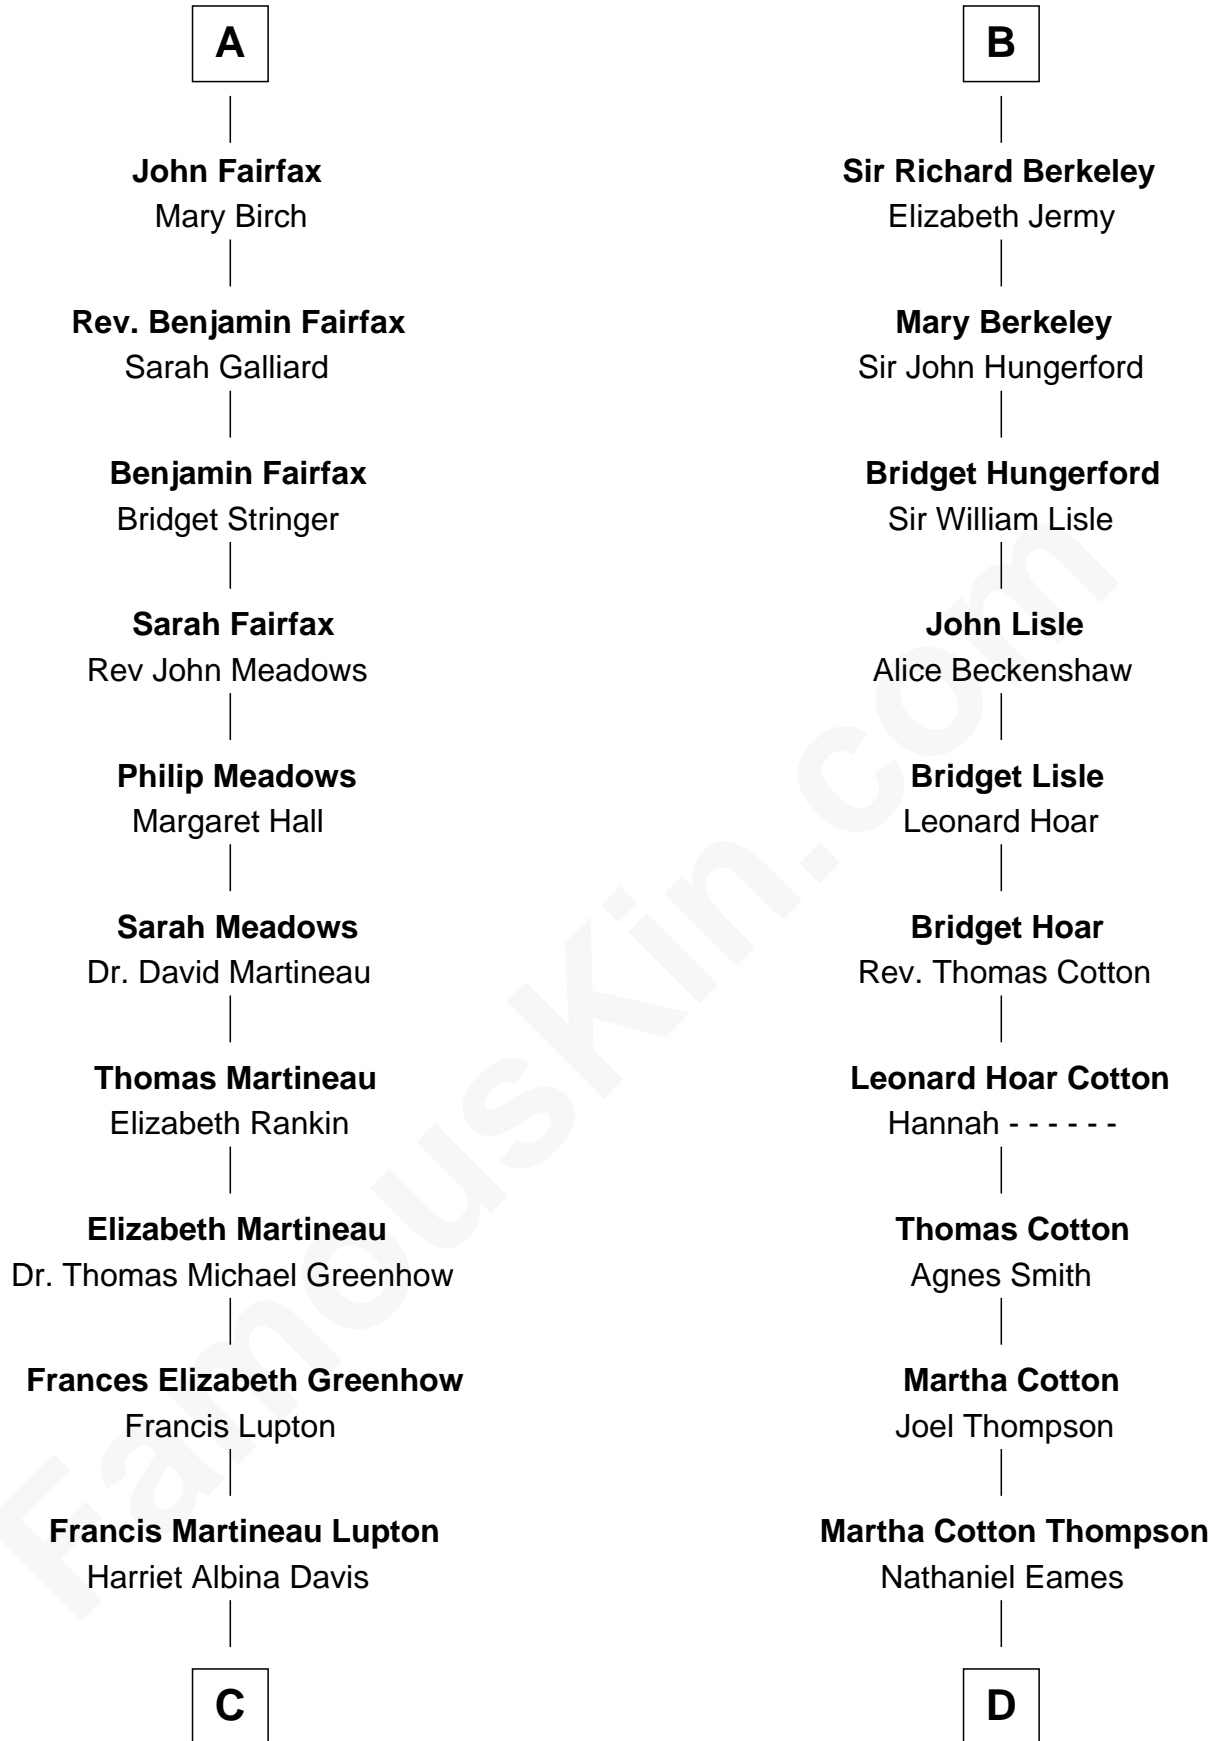 A
John Fairfax
Mary Birch
Rev. Benjamin Fairfax
Sarah Galliard
Benjamin Fairfax
Bridget Stringer
Sarah Fairfax
Rev John Meadows
Philip Meadows
Margaret Hall
Sarah Meadows
Dr. David Martineau
Thomas Martineau
Elizabeth Rankin
Elizabeth Martineau
Dr. Thomas Michael Greenhow
Frances Elizabeth Greenhow
Francis Lupton
Francis Martineau Lupton
Harriet Albina Davis
C
B
Sir Richard Berkeley
Elizabeth Jermy
Mary Berkeley
Sir John Hungerford
Bridget Hungerford
Sir William Lisle
John Lisle
Alice Beckenshaw
Bridget Lisle
Leonard Hoar
Bridget Hoar
Rev. Thomas Cotton
Leonard Hoar Cotton
Hannah - - - - - -
Thomas Cotton
Agnes Smith
Martha Cotton
Joel Thompson
Martha Cotton Thompson
Nathaniel Eames
D
FamousKin.com